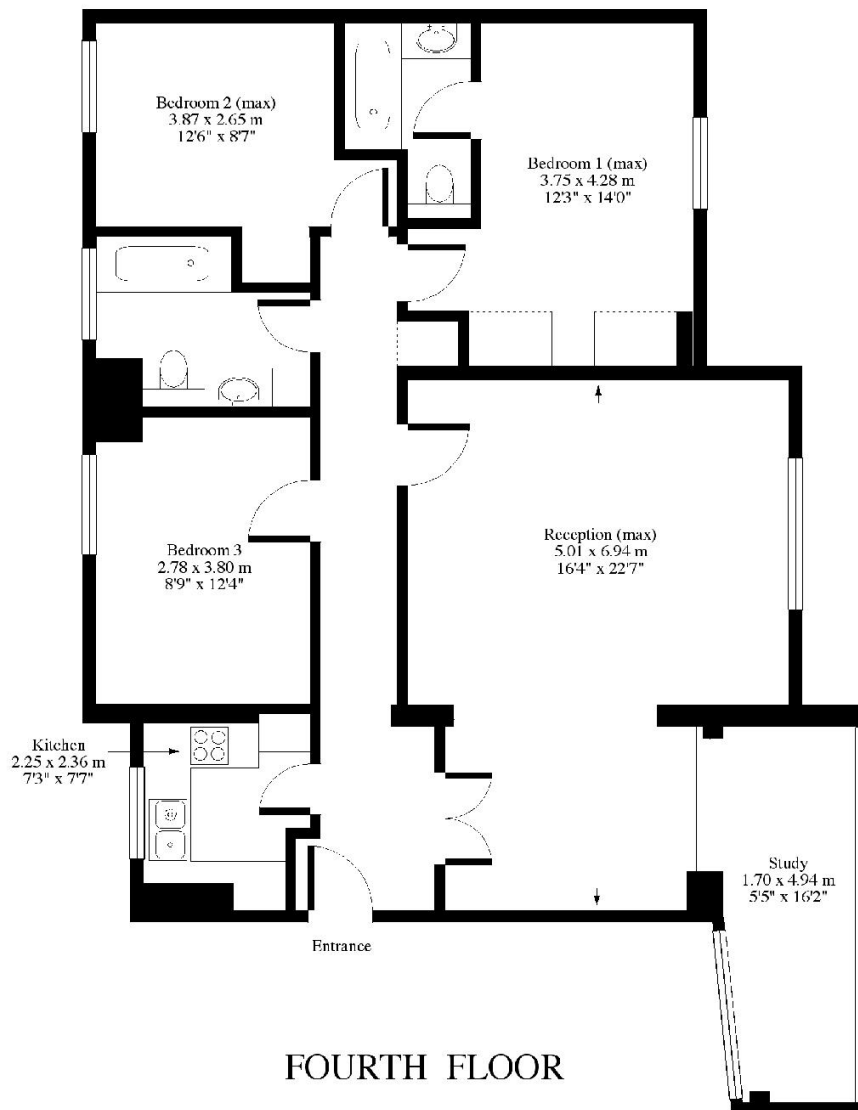 Bedroom 2 (max)
3.87 x 2.65 m
12'6" x 8'7"
Bedroom 1 (max)
3.75 x 4.28 m
12'3" x 14'0"
Reception (max)
5.01 x 6.94 m
16'4" x 22'7"
Bedroom 3
2.78 x 3.80 m
8'9" x 12'4"
Kitchen
2.25 x 2.36 m
7'3" x 7'7"
Study
1.70 x 4.94 m
5'5" x 16'2"
Entrance
FOURTH FLOOR